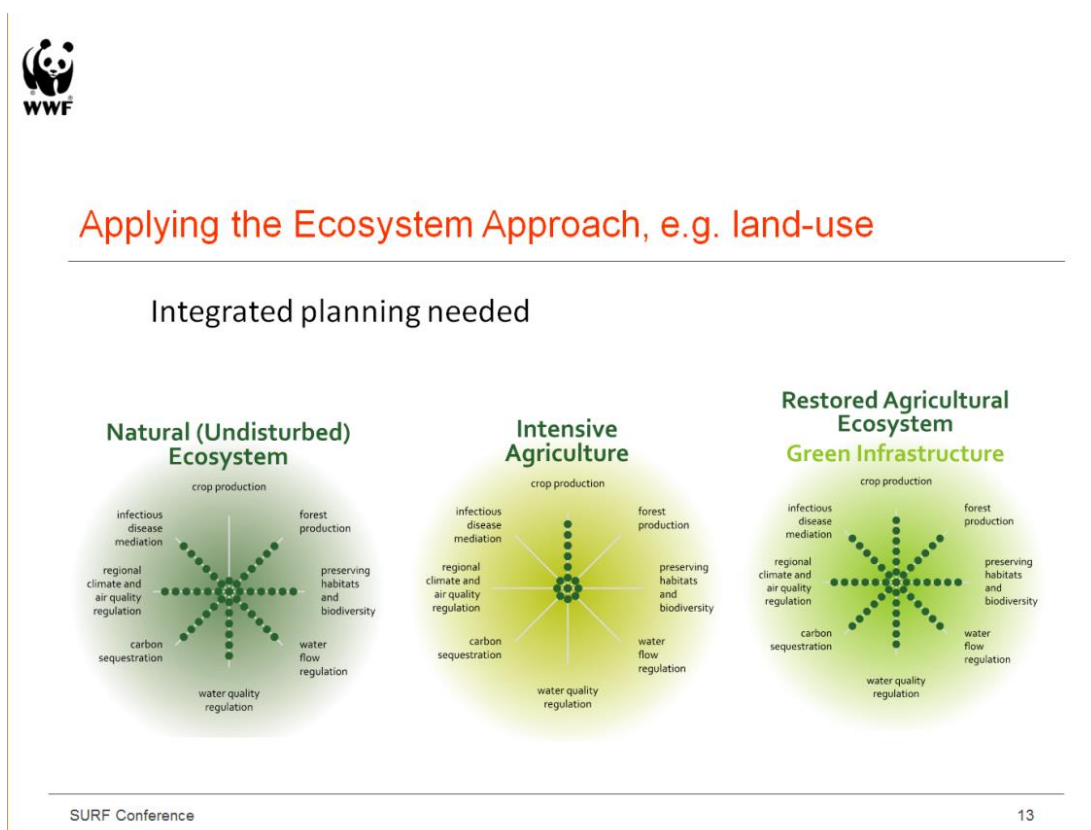 WWF
Applying the Ecosystem Approach, e.g. land-use
Integrated planning needed
Natural (Undisturbed)
Ecosystem
crop production
infectious
disease
mediation
forest
production
regional
climate and
air quality
regulation
preserving
habitats
and
biodiversity
carbon
sequestration
water
flow
regulation
water quality
regulation
Intensive
Agriculture
crop production
infectious
disease
mediation
forest
production
regional
climate and
air quality
regulation
preserving
habitats
and
biodiversity
carbon
sequestration
water
flow
regulation
water quality
regulation
Restored Agricultural
Ecosystem
Green Infrastructure
crop production
infectious
disease
mediation
forest
production
regional
climate and
air quality
regulation
preserving
habitats
and
biodiversity
carbon
sequestration
water
flow
regulation
water quality
regulation
SURF Conference
13